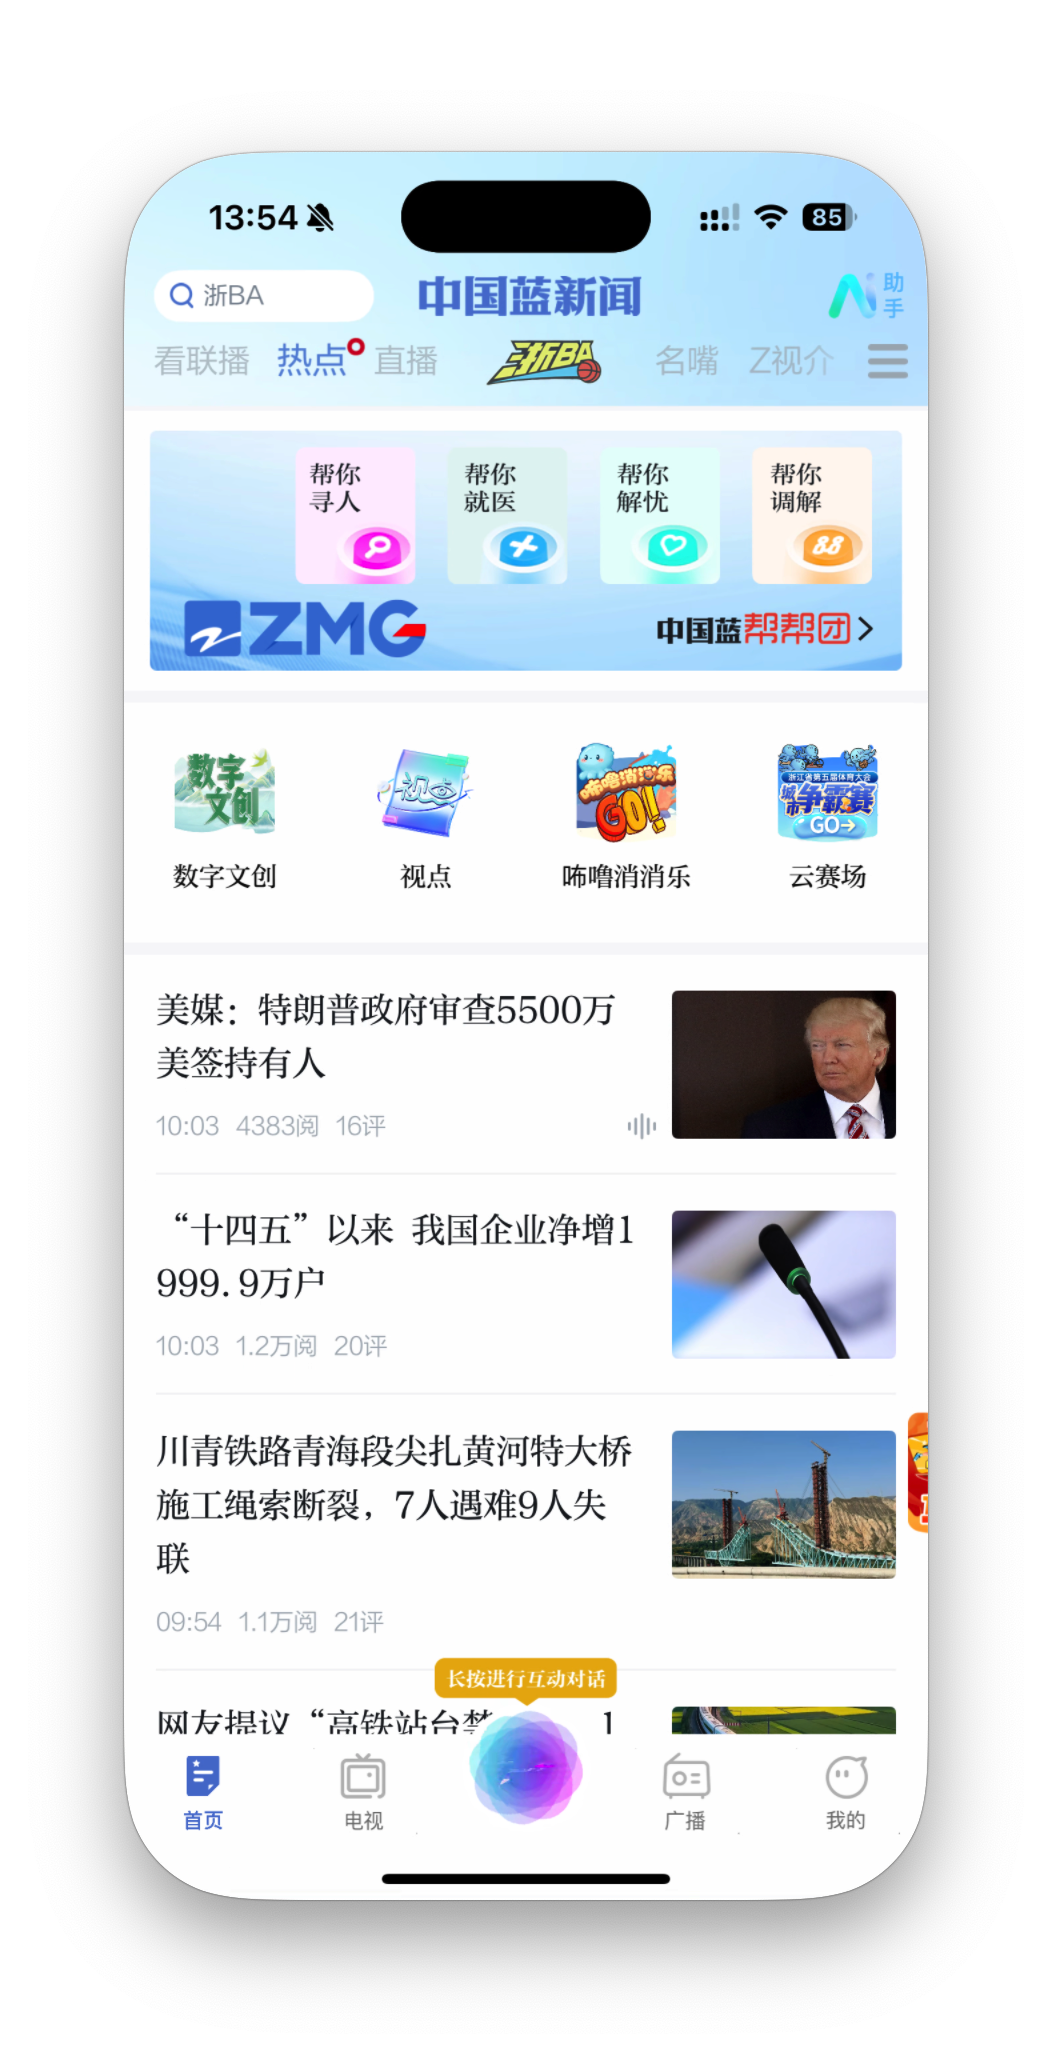 13:54
85
浙BA
中国蓝新闻
Ai助手
看联播
热点
直播
浙BA
名嘴
Z视介
帮你
寻人
帮你
就医
帮你
解忧
帮你
调解
ZMG
中国蓝帮帮团
数字
文创
视点
咘噜消消乐
GO!
浙江省第五届体育大会
城市争霸赛
GO→
数字文创
视点
咘噜消消乐
云赛场
美媒：特朗普政府审查5500万
美签持有人
10:03 4383阅 16评
“十四五”以来 我国企业净增1
999.9万户
10:03 1.2万阅 20评
川青铁路青海段尖扎黄河特大桥
施工绳索断裂，7人遇难9人失
联
09:54 1.1万阅 21评
长按进行互动对话
网友提议“高铁站台禁
1
首页
电视
广播
我的